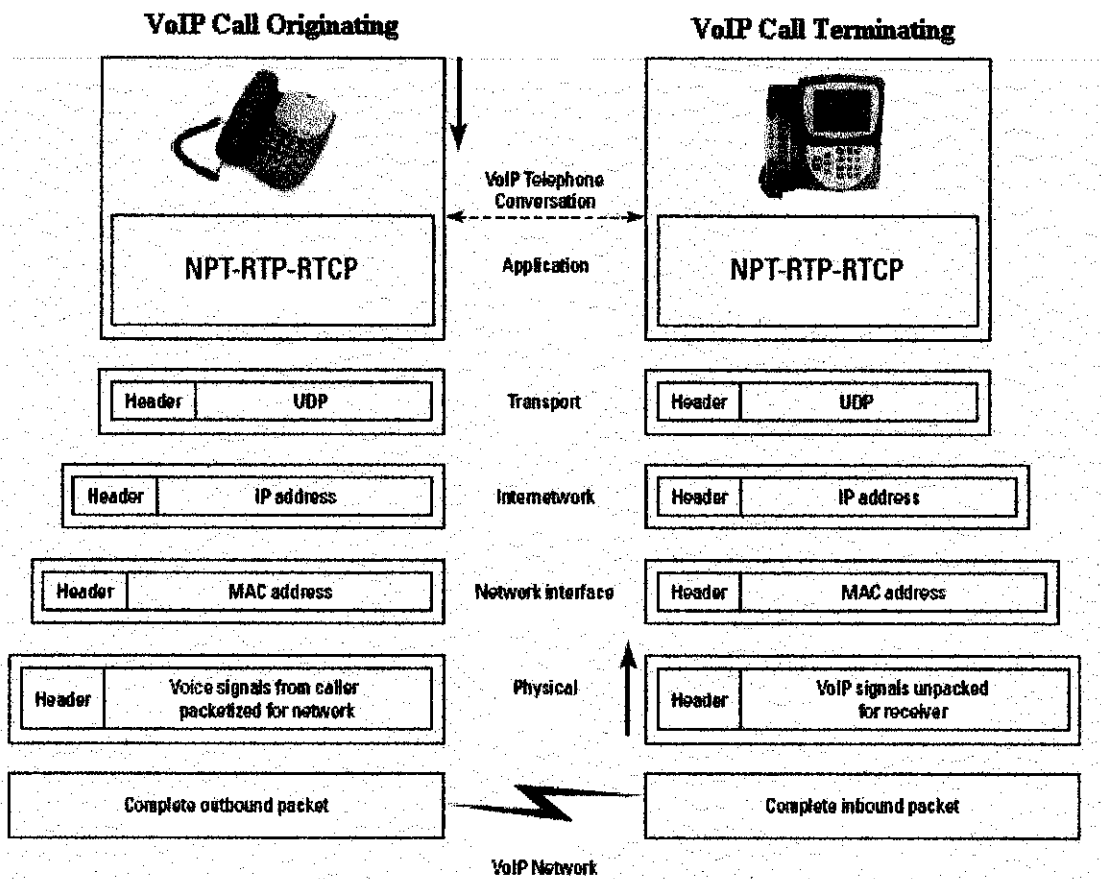 VoIP Call Originating
VoIP Call Terminating
VoIP Telephone
Conversation
NPT-RTP-RTCP
Application
NPT-RTP-RTCP
Header
UDP
Transport
Header
UDP
Header
IP address
Internetwork
Header
IP address
Header
MAC address
Network interface
Header
MAC address
Header
Voice signals from caller
packetized for network
Physical
Header
VoIP signals unpacked
for receiver
Complete outbound packet
Complete inbound packet
VoIP Network